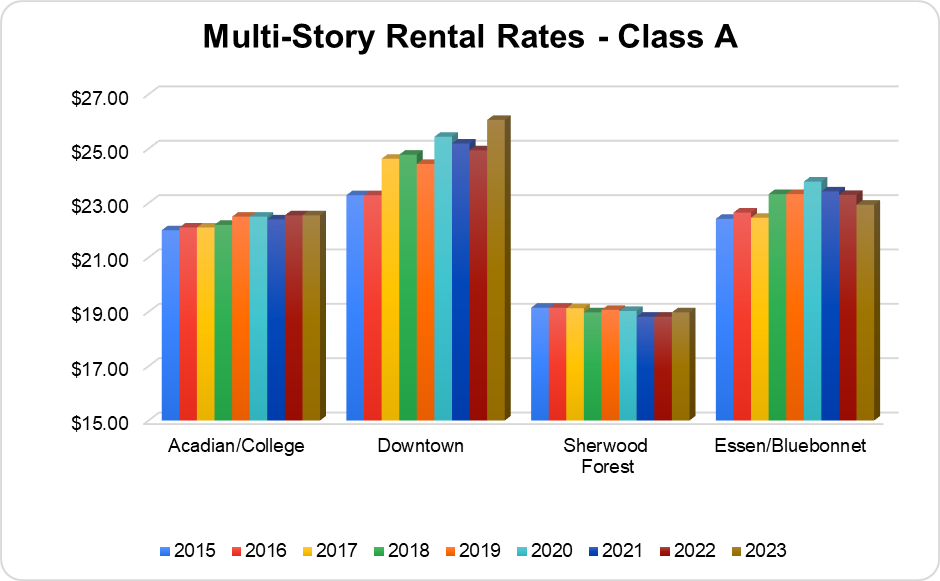 Multi-Story Rental Rates - Class A
$27.00
$25.00
$23.00
$21.00
$19.00
$17.00
$15.00
Acadian/College
Downtown
Sherwood
Forest
Essen/Bluebonnet
2015 2016 2017 2018 2019 2020 2021 2022 2023